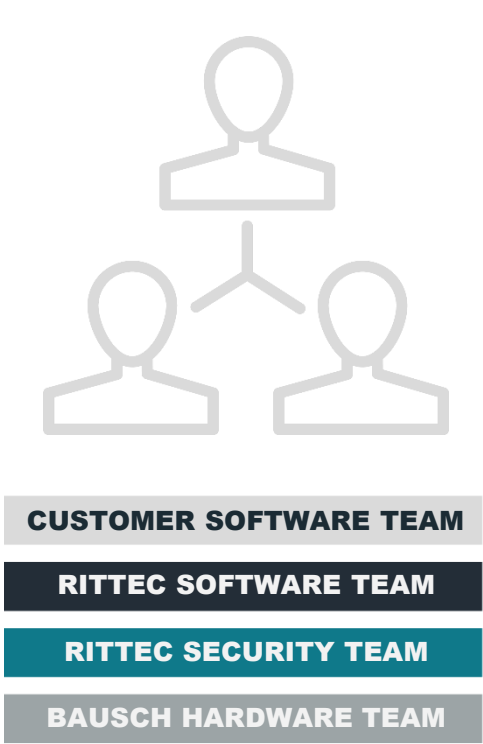 CUSTOMER SOFTWARE TEAM
RITTEC SOFTWARE TEAM
RITTEC SECURITY TEAM
BAUSCH HARDWARE TEAM